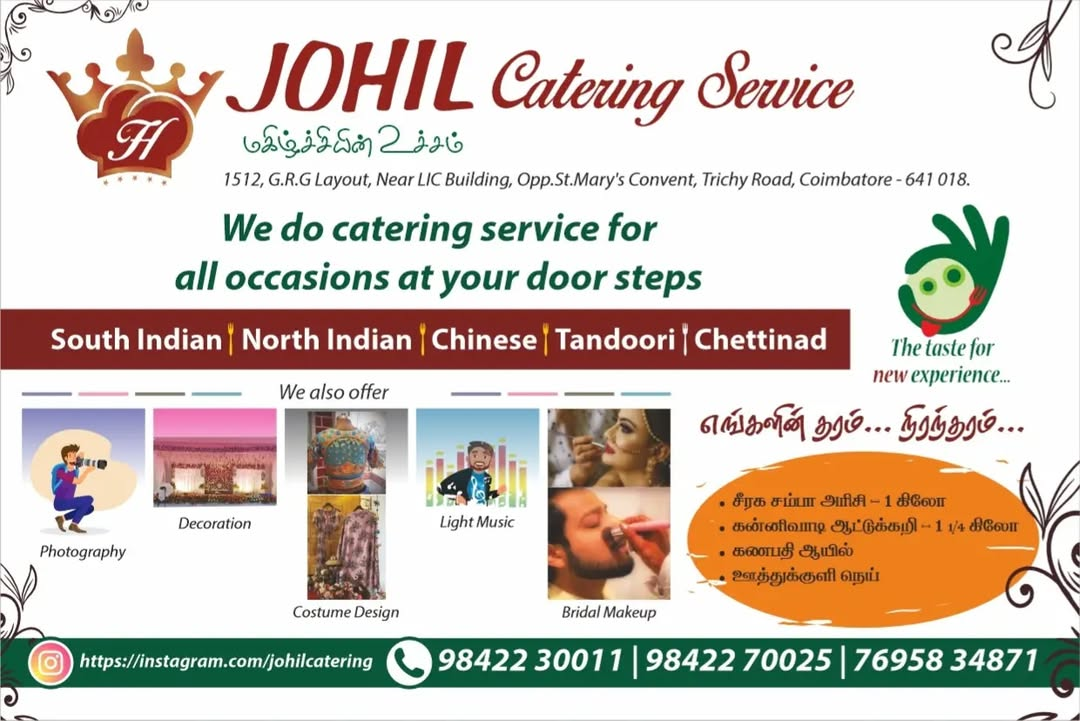 H
JOHIL Catering Service
மகிழ்ச்சியின் உச்சம்
1512, G.R.G Layout, Near LIC Building, Opp.St.Mary's Convent, Trichy Road, Coimbatore - 641 018.
We do catering service for
all occasions at your door steps
South Indian North Indian Chinese Tandoori Chettinad
The taste for
new experience...
We also offer
Photography
Decoration
Costume Design
Light Music
Bridal Makeup
எங்களின் தரம்... நிரந்தரம்...
• சீரக சம்பா அரிசி – 1 கிலோ
• கன்னிவாடி ஆட்டுக்கறி – 1 1/4 கிலோ
• கணபதி ஆயில்
• ஊத்துக்குளி நெய்
https://instagram.com/johilcatering 98422 30011 | 98422 70025 | 76958 34871